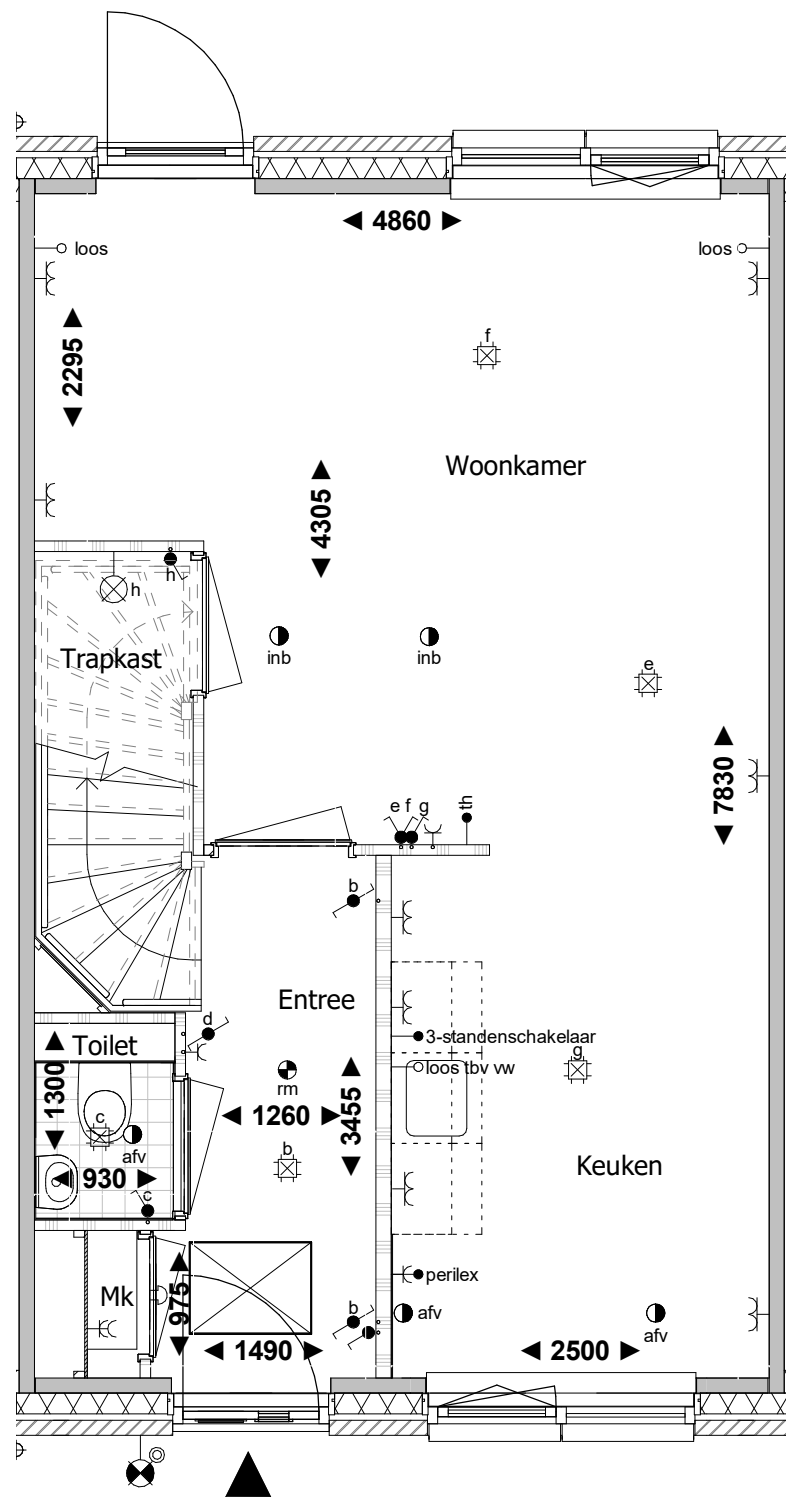 4860
loos
loos
2295
f
Woonkamer
4305
h
h
Trapkast
inb
inb
e
7830
e f g
th
b
Entree
d
Toilet
3-standenschakelaar
g
loos tbv vw
1300
rm
1260
3455
c
afv
b
Keuken
930
c
perilex
Mk
975
b
afv
afv
1490
2500